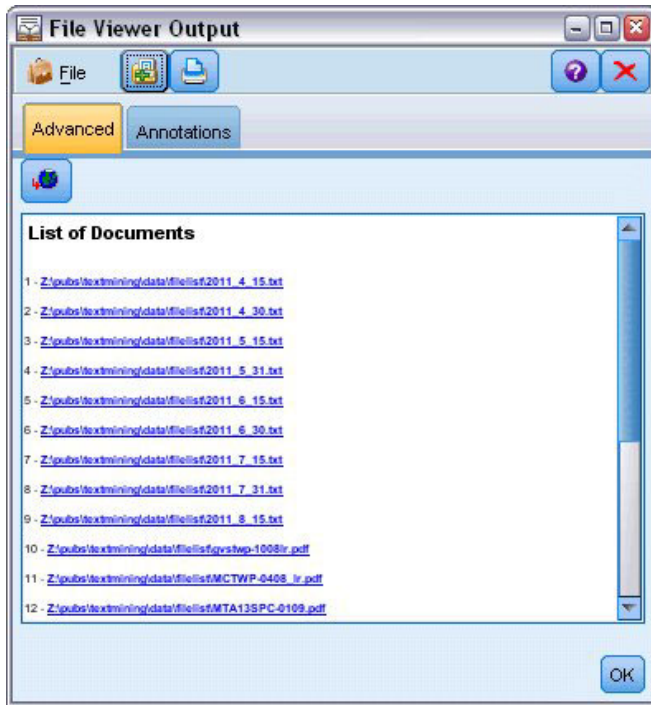 File Viewer Output
File
Advanced Annotations
List of Documents
1 - Z:\pubs\textmining\data\filelist\2011_4_15.txt
2 - Z:\pubs\textmining\data\filelist\2011_4_30.txt
3 - Z:\pubs\textmining\data\filelist\2011_5_15.txt
4 - Z:\pubs\textmining\data\filelist\2011_5_31.txt
5 - Z:\pubs\textmining\data\filelist\2011_6_15.txt
6 - Z:\pubs\textmining\data\filelist\2011_6_30.txt
7 - Z:\pubs\textmining\data\filelist\2011_7_15.txt
8 - Z:\pubs\textmining\data\filelist\2011_7_31.txt
9 - Z:\pubs\textmining\data\filelist\2011_8_15.txt
10 - Z:\pubs\textmining\data\filelist\gvstwp-1008lr.pdf
11 - Z:\pubs\textmining\data\filelist\MCTWP-0408_lr.pdf
12 - Z:\pubs\textmining\data\filelist\MTA13SPC-0109.pdf
OK